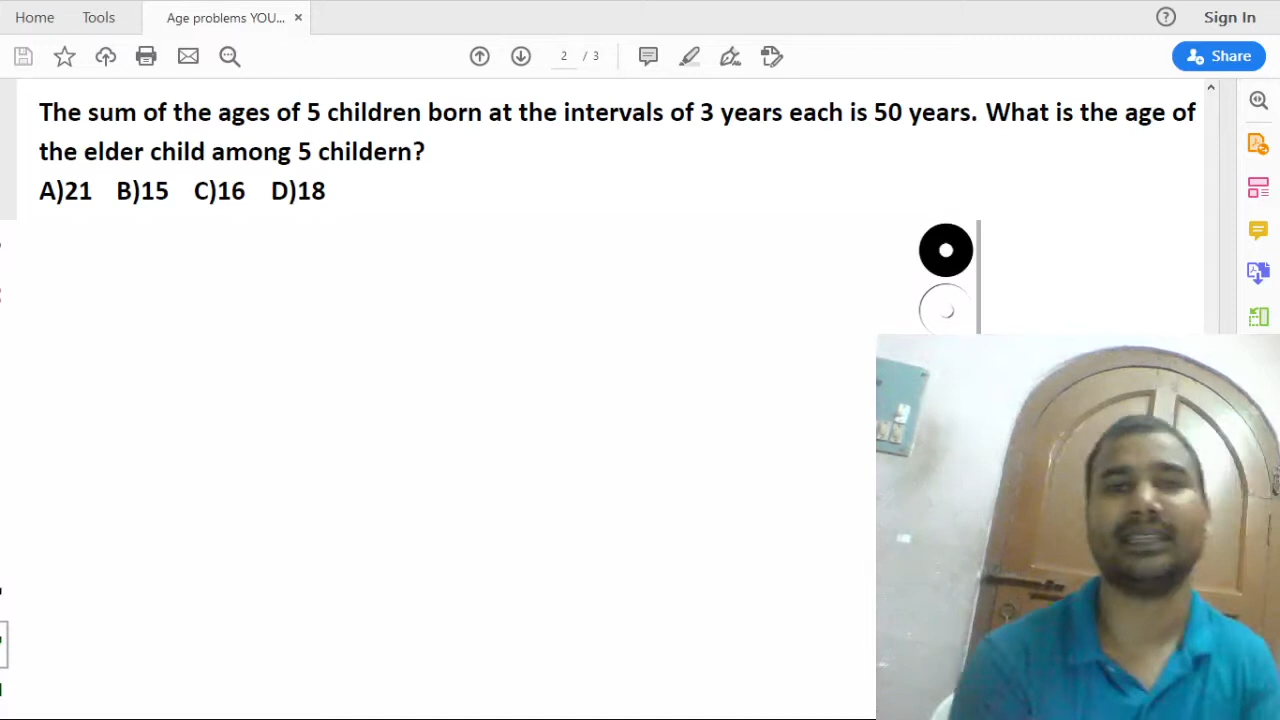 Home Tools Age problems YOU... × Sign In
2 / 3 Share
The sum of the ages of 5 children born at the intervals of 3 years each is 50 years. What is the age of
the elder child among 5 childern?
A)21 B)15 C)16 D)18